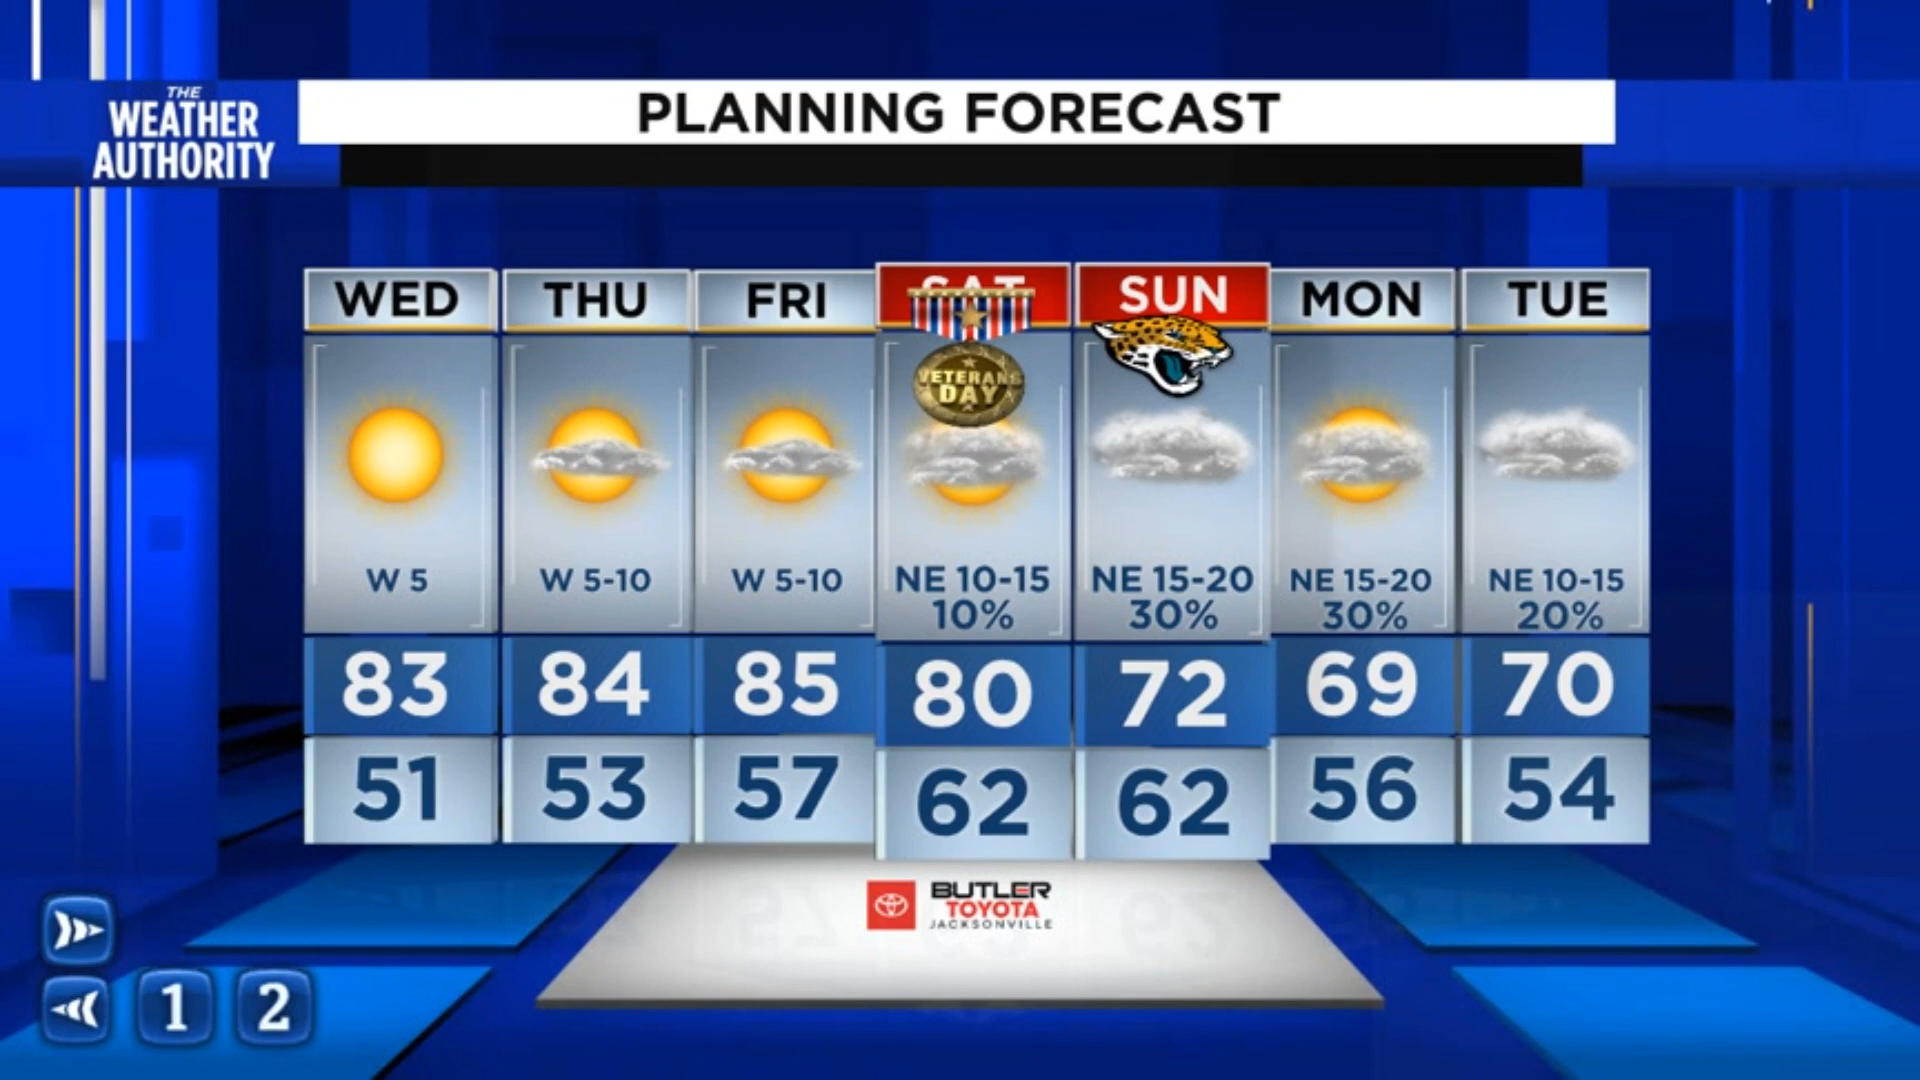 THE
WEATHER
AUTHORITY
PLANNING FORECAST
WED
THU
FRI
SAT
SUN
MON
TUE
VETERANS
DAY
W 5
W 5-10
W 5-10
NE 10-15
10%
NE 15-20
30%
NE 15-20
30%
NE 10-15
20%
83
84
85
80
72
69
70
51
53
57
62
62
56
54
BUTLER
TOYOTA
JACKSONVILLE
1
2